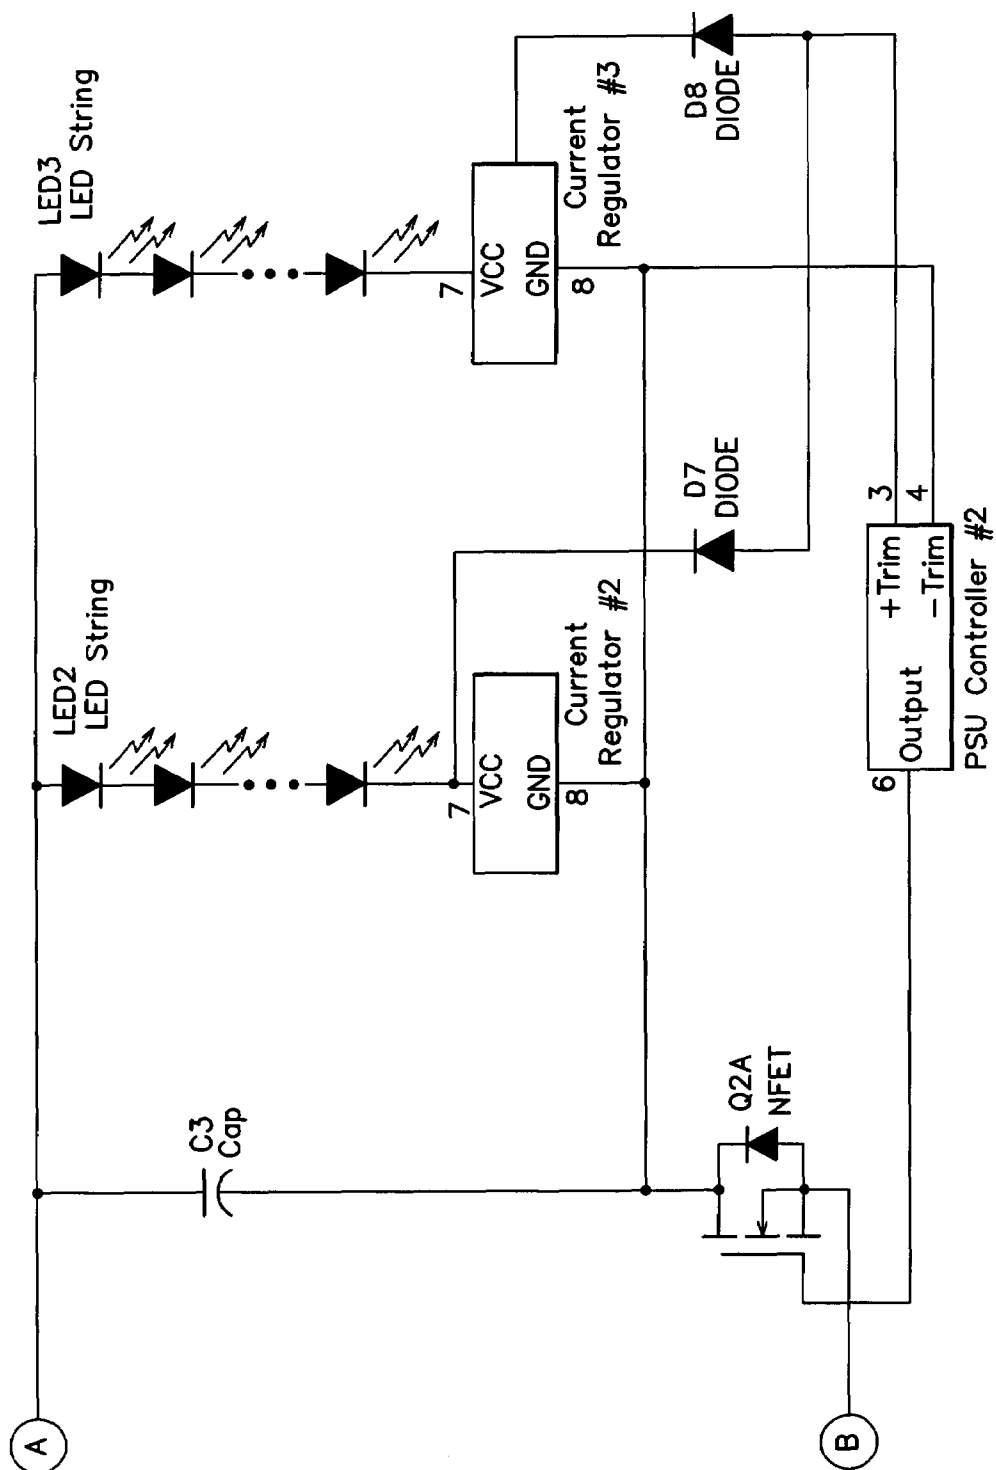 LED3
LED String
7
VCC
GND
8
Current
Regulator #3
D8
DIODE
LED2
LED String
7
VCC
GND
8
Current
Regulator #2
D7
DIODE
C3
Cap
Q2A
NFET
3
4
+Trim
-Trim
Output
6
PSU Controller #2
A
B